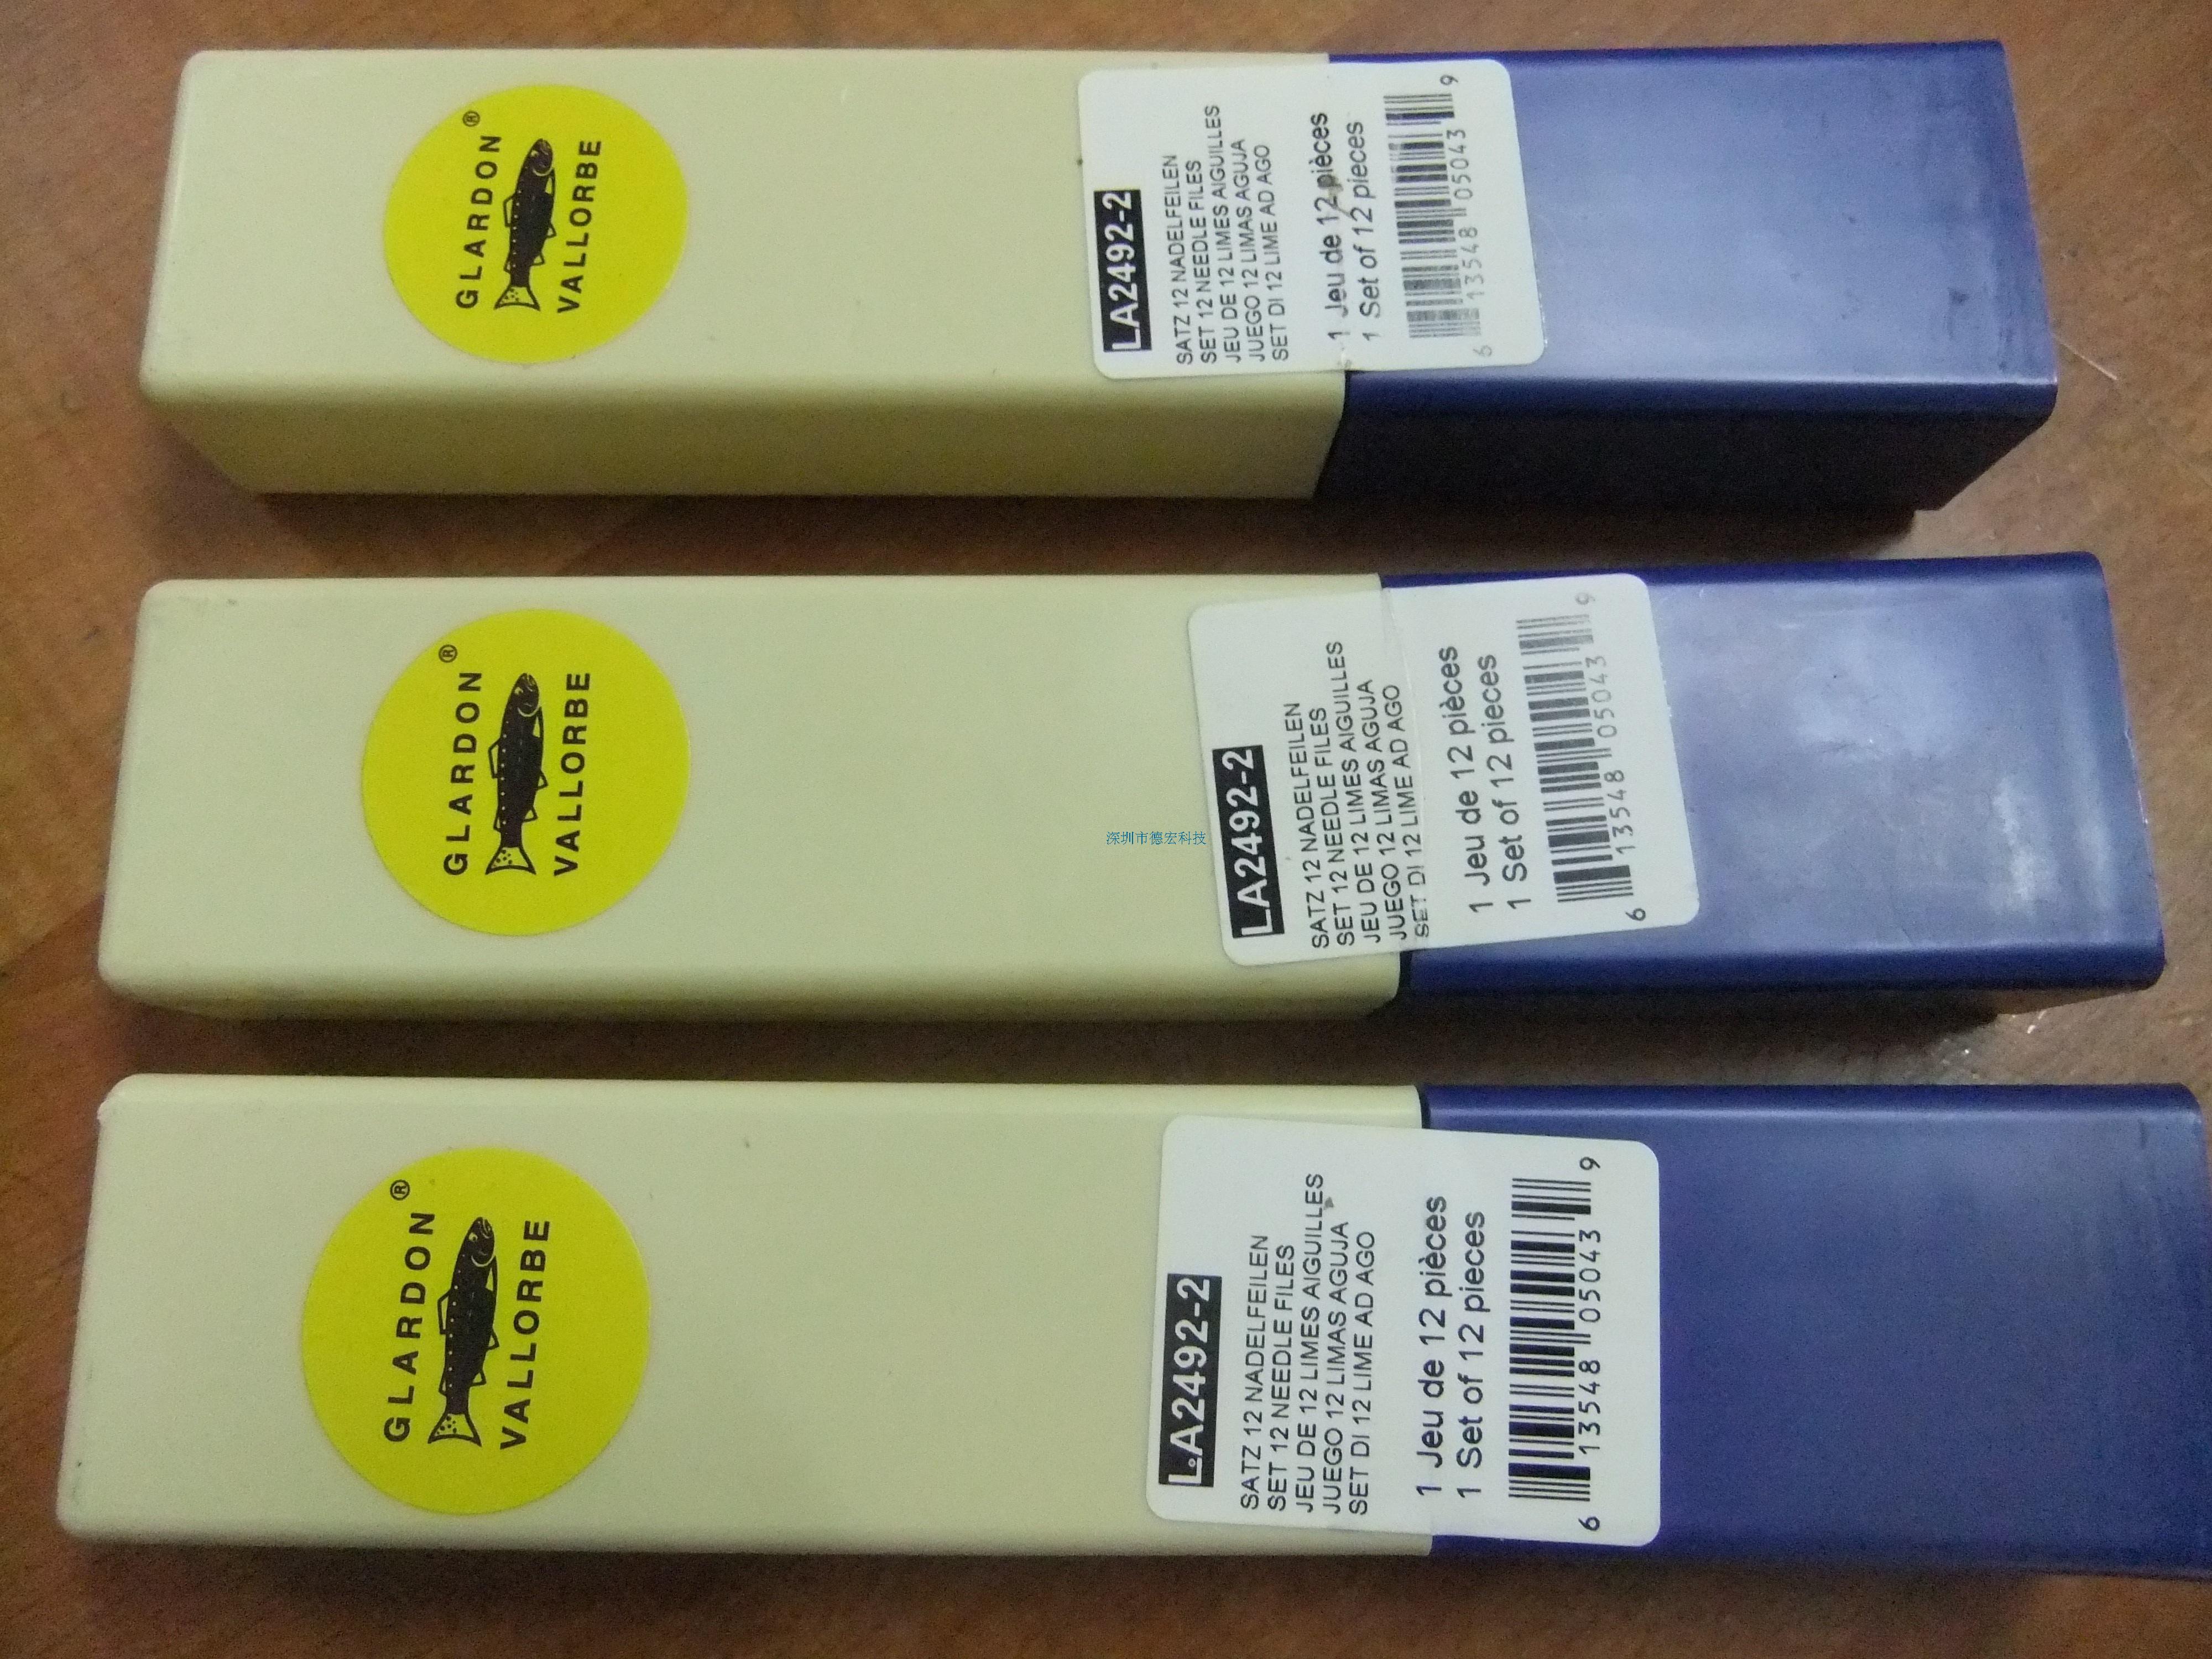 GLARDON ®
VALLORBE
LA2492-2
SATZ 12 NADELFEILEN
SET 12 NEEDLE FILES
JEU DE 12 LIMES AIGUILLES
JUEGO 12 LIMAS AGUJA
SET DI 12 LIME AD AGO
1 Jeu de 12 pièces
1 Set of 12 pieces
6 13548 05043 9
GLARDON ®
VALLORBE
深圳市德宏科技
LA2492-2
SATZ 12 NADELFEILEN
SET 12 NEEDLE FILES
JEU DE 12 LIMES AIGUILLES
JUEGO 12 LIMAS AGUJA
SET DI 12 LIME AD AGO
1 Jeu de 12 pièces
1 Set of 12 pieces
6 13548 05043 9
GLARDON ®
VALLORBE
LA2492-2
SATZ 12 NADELFEILEN
SET 12 NEEDLE FILES
JEU DE 12 LIMES AIGUILLES
JUEGO 12 LIMAS AGUJA
SET DI 12 LIME AD AGO
1 Jeu de 12 pièces
1 Set of 12 pieces
6 13548 05043 9